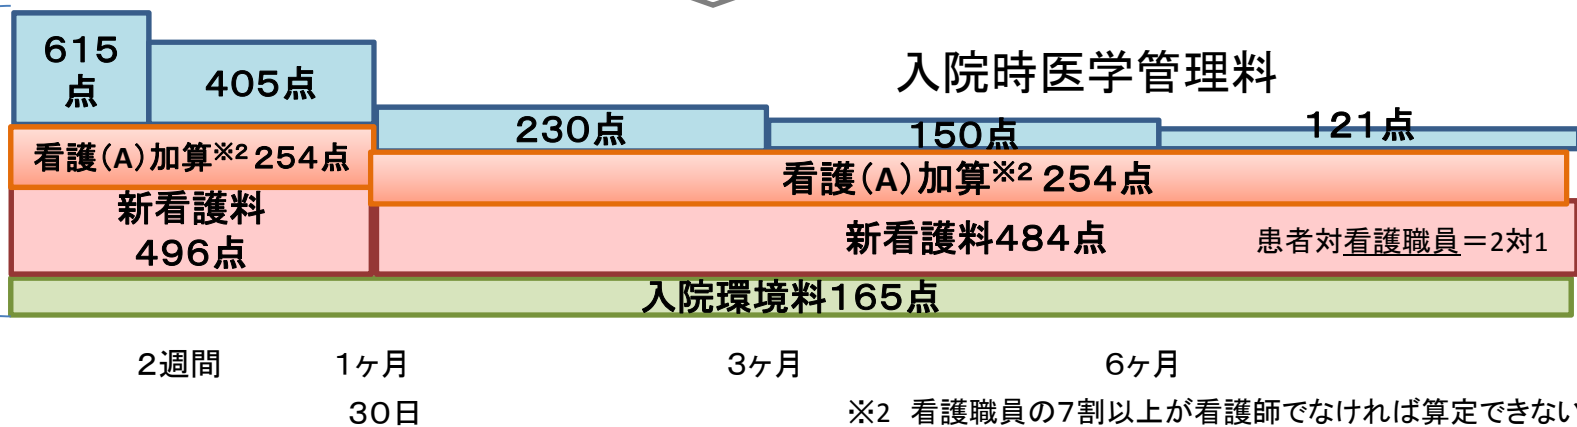 615
点
405点
入院時医学管理料
230点
150点
121点
看護(A)加算※2 254点
看護(A)加算※2 254点
新看護料
496点
新看護料484点
患者対看護職員＝2対1
入院環境料165点
2週間
1ヶ月
3ヶ月
6ヶ月
30日
※2 看護職員の7割以上が看護師でなければ算定できない